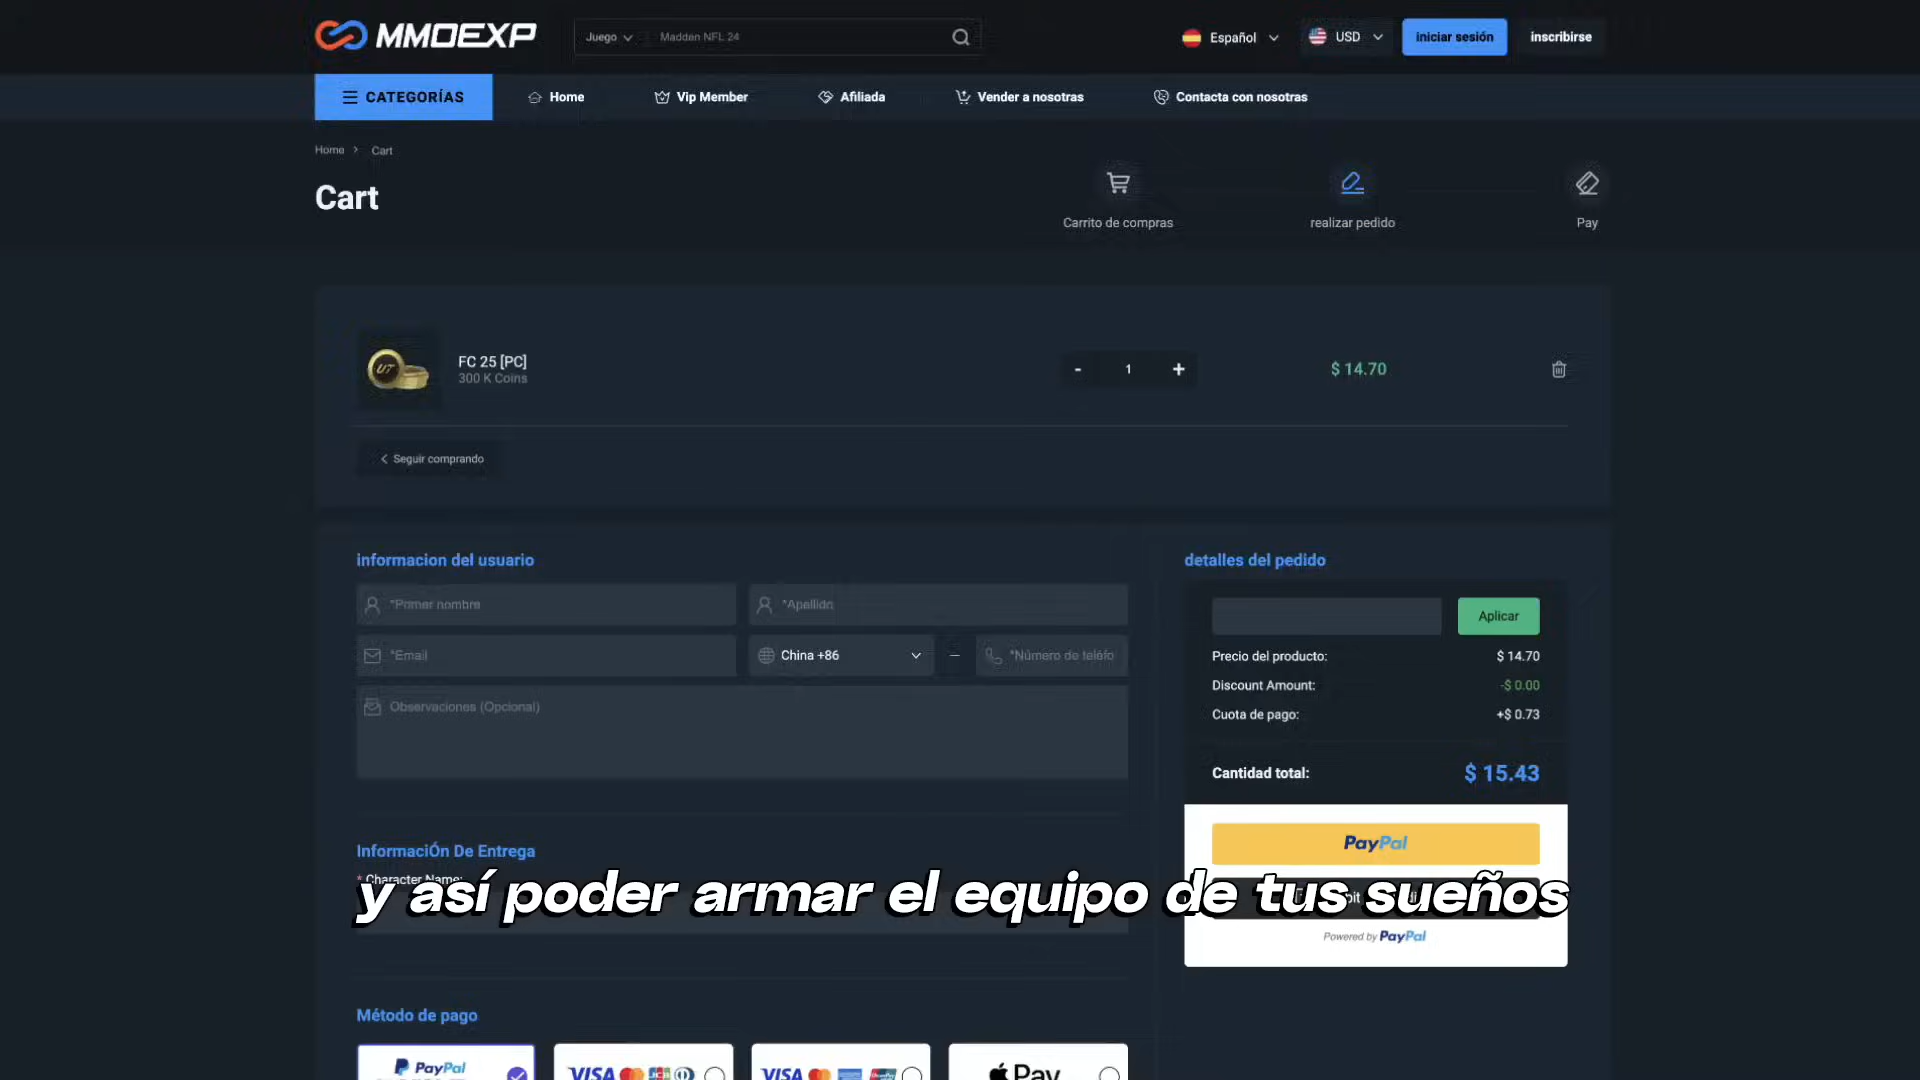 MMOEXP
Juego
Madden NFL 24
Español
USD
iniciar sesión
inscribirse
CATEGORÍAS
Home
Vip Member
Afiliada
Vender a nosotras
Contacta con nosotras
Home > Cart
Cart
Carrito de compras
realizar pedido
Pay
UT
FC 25 [PC]
300 K Coins
- 1 +
$ 14.70
< Seguir comprando
informacion del usuario
*Primer nombre
*Apellido
*Email
China +86
–
*Número de teléfo
Observaciones (Opcional)
detalles del pedido
Aplicar
Precio del producto: $ 14.70
Discount Amount: -$ 0.00
Cuota de pago: +$ 0.73
Cantidad total: $ 15.43
PayPal
InformaciÓn De Entrega
* Character Name:
y así poder armar el equipo de tus sueños
Powered by PayPal
Método de pago
PayPal
VISA
JCB
VISA
Pay